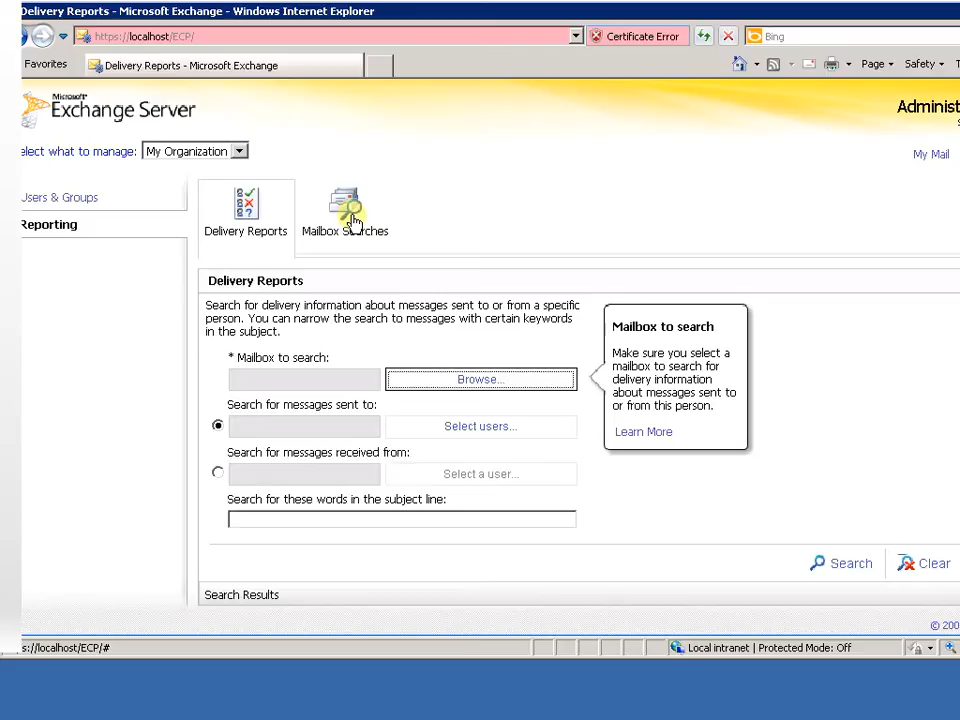 Delivery Reports - Microsoft Exchange - Windows Internet Explorer
https://localhost/ECP/
Certificate Error
Bing
Favorites
Delivery Reports - Microsoft Exchange
Page
Safety
Microsoft
Exchange Server
Administ
elect what to manage: My Organization
My Mail
Users & Groups
Reporting
Delivery Reports
Mailbox Searches
Delivery Reports
Search for delivery information about messages sent to or from a specific
person. You can narrow the search to messages with certain keywords
in the subject.
* Mailbox to search:
Browse...
Search for messages sent to:
Select users...
Search for messages received from:
Select a user...
Search for these words in the subject line:
Mailbox to search
Make sure you select a
mailbox to search for
delivery information
about messages sent to
or from this person.
Learn More
Search
Clear
Search Results
© 200
s://localhost/ECP/#
Local intranet | Protected Mode: Off